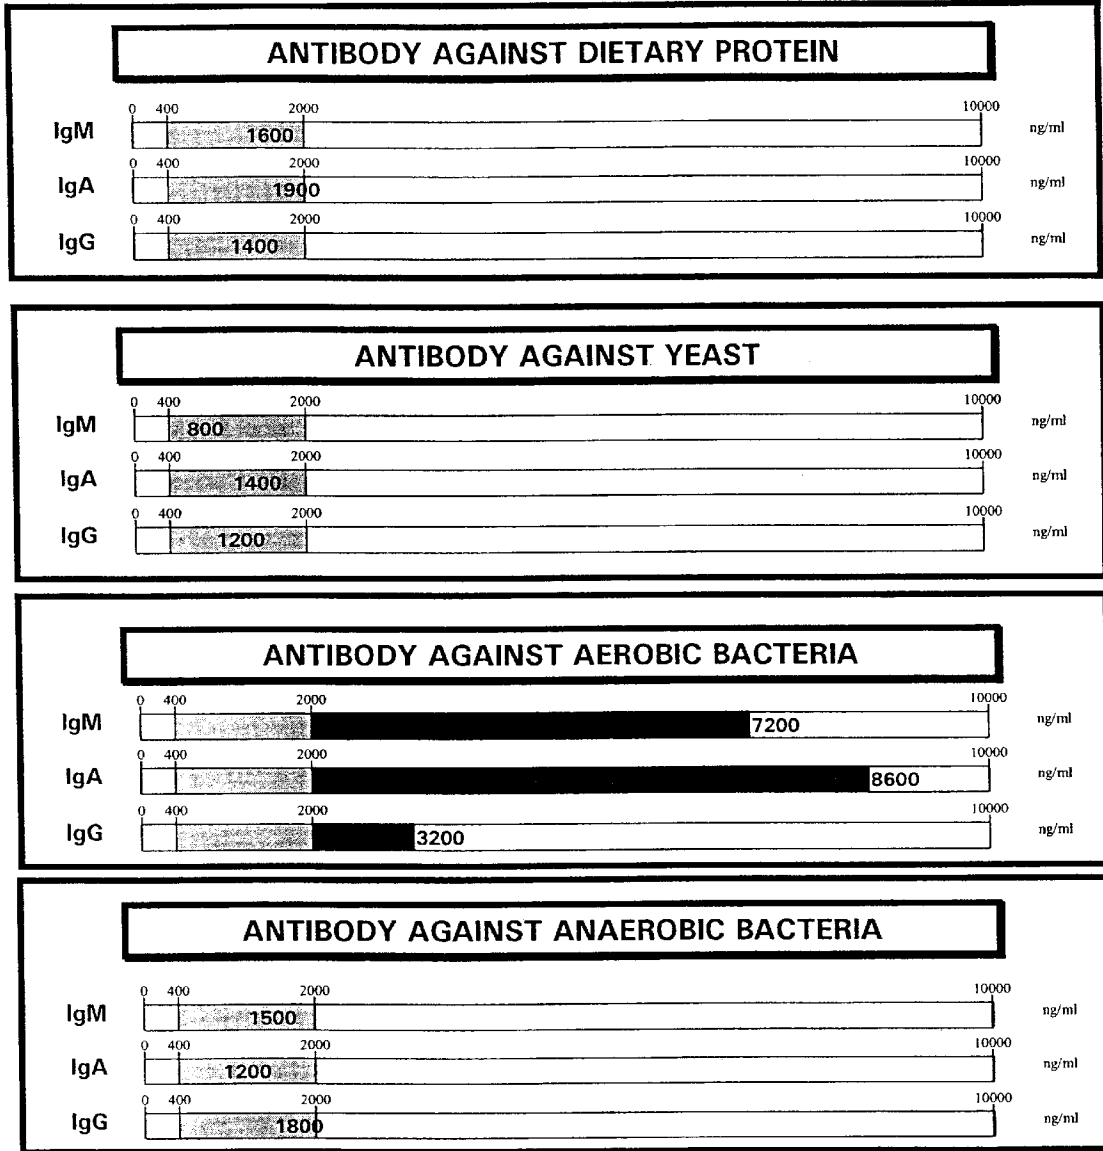 ANTIBODY AGAINST DIETARY PROTEIN
0 400 2000 10000
IgM 1600 ng/ml
0 400 2000 10000
IgA 1900 ng/ml
0 400 2000 10000
IgG 1400 ng/ml
ANTIBODY AGAINST YEAST
0 400 2000 10000
IgM 800 ng/ml
0 400 2000 10000
IgA 1400 ng/ml
0 400 2000 10000
IgG 1200 ng/ml
ANTIBODY AGAINST AEROBIC BACTERIA
0 400 2000 10000
IgM 7200 ng/ml
0 400 2000 10000
IgA 8600 ng/ml
0 400 2000 10000
IgG 3200 ng/ml
ANTIBODY AGAINST ANAEROBIC BACTERIA
0 400 2000 10000
IgM 1500 ng/ml
0 400 2000 10000
IgA 1200 ng/ml
0 400 2000 10000
IgG 1800 ng/ml